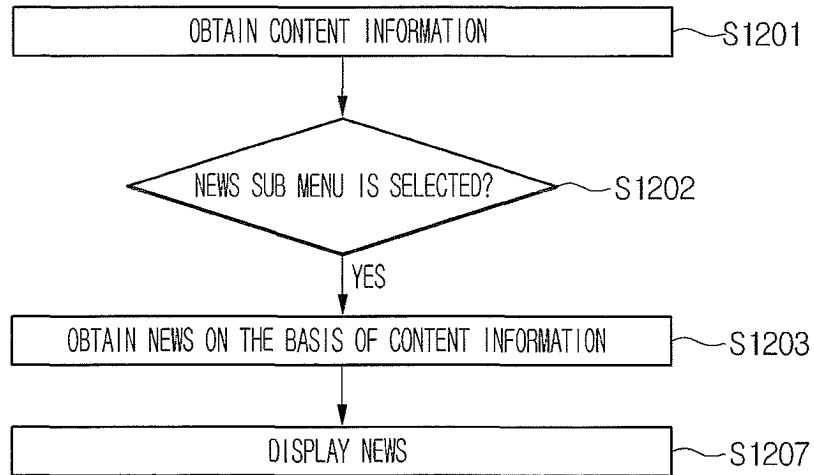 OBTAIN CONTENT INFORMATION
S1201
NEWS SUB MENU IS SELECTED?
S1202
YES
OBTAIN NEWS ON THE BASIS OF CONTENT INFORMATION
S1203
DISPLAY NEWS
S1207